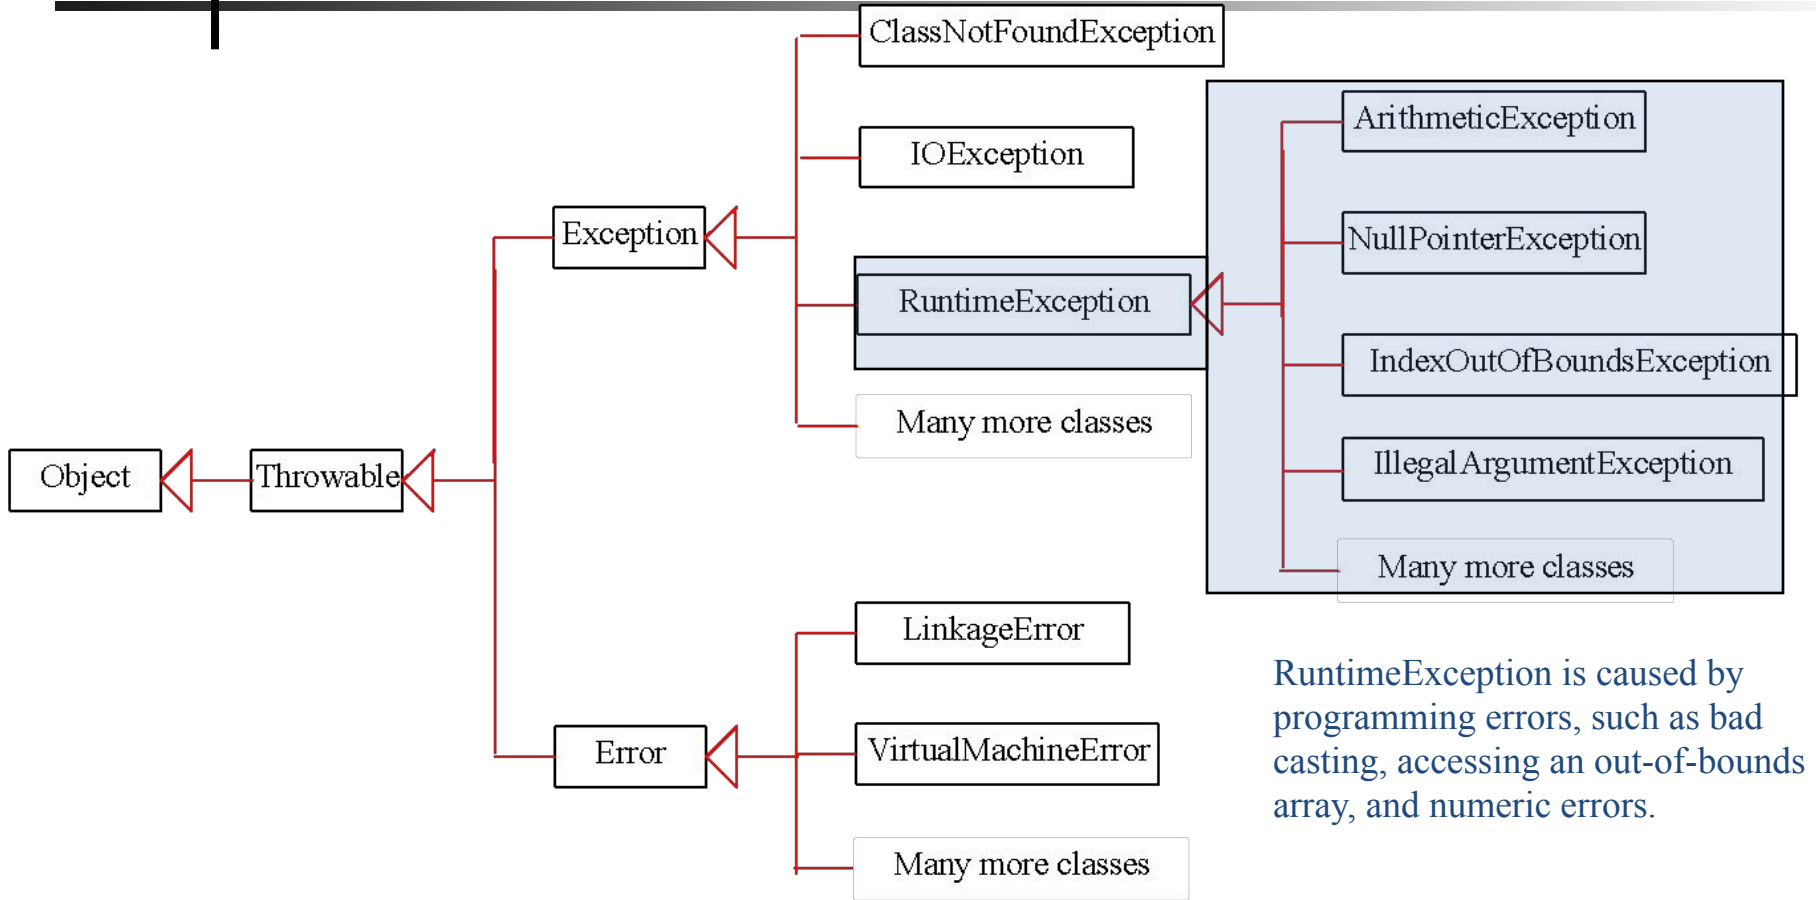 ClassNotFoundException
ArithmeticException
IOException
Exception
NullPointerException
RuntimeException
IndexOutOfBoundsException
Many more classes
Object
Throwable
IllegalArgumentException
Many more classes
LinkageError
Error
VirtualMachineError
Many more classes
RuntimeException is caused by
programming errors, such as bad
casting, accessing an out-of-bounds
array, and numeric errors.